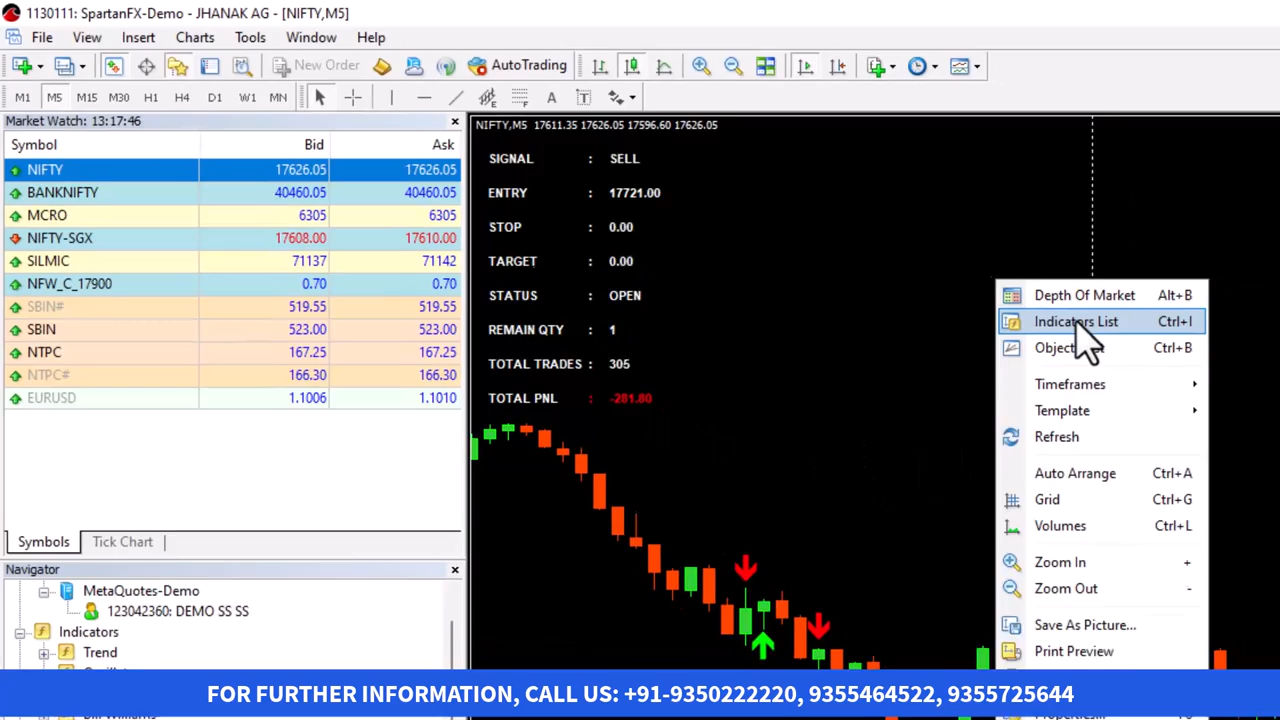 1130111: SpartanFX-Demo - JHANAK AG - [NIFTY,M5]
File View Insert Charts Tools Window Help
New Order AutoTrading
M1 M5 M15 M30 H1 H4 D1 W1 MN A T
Market Watch: 13:17:46
Symbol Bid Ask
NIFTY 17626.05 17626.05
BANKNIFTY 40460.05 40460.05
MCRO 6305 6305
NIFTY-SGX 17608.00 17610.00
SILMIC 71137 71142
NFW_C_17900 0.70 0.70
SBIN# 519.55 519.55
SBIN 523.00 523.00
NTPC 167.25 167.25
NTPC# 166.30 166.30
EURUSD 1.1006 1.1010
Symbols Tick Chart
Navigator
MetaQuotes-Demo
123042360: DEMO SS SS
Indicators
Trend
NIFTY,M5 17611.35 17626.05 17596.60 17626.05
SIGNAL : SELL
ENTRY : 17721.00
STOP : 0.00
TARGET : 0.00
STATUS : OPEN
REMAIN QTY : 1
TOTAL TRADES : 305
TOTAL PNL : -281.80
Depth Of Market Alt+B
Indicators List Ctrl+I
Ctrl+B
Timeframes
Template
Refresh
Auto Arrange Ctrl+A
Grid Ctrl+G
Volumes Ctrl+L
Zoom In +
Zoom Out -
Save As Picture...
Print Preview
FOR FURTHER INFORMATION, CALL US: +91-9350222220, 9355464522, 9355725644